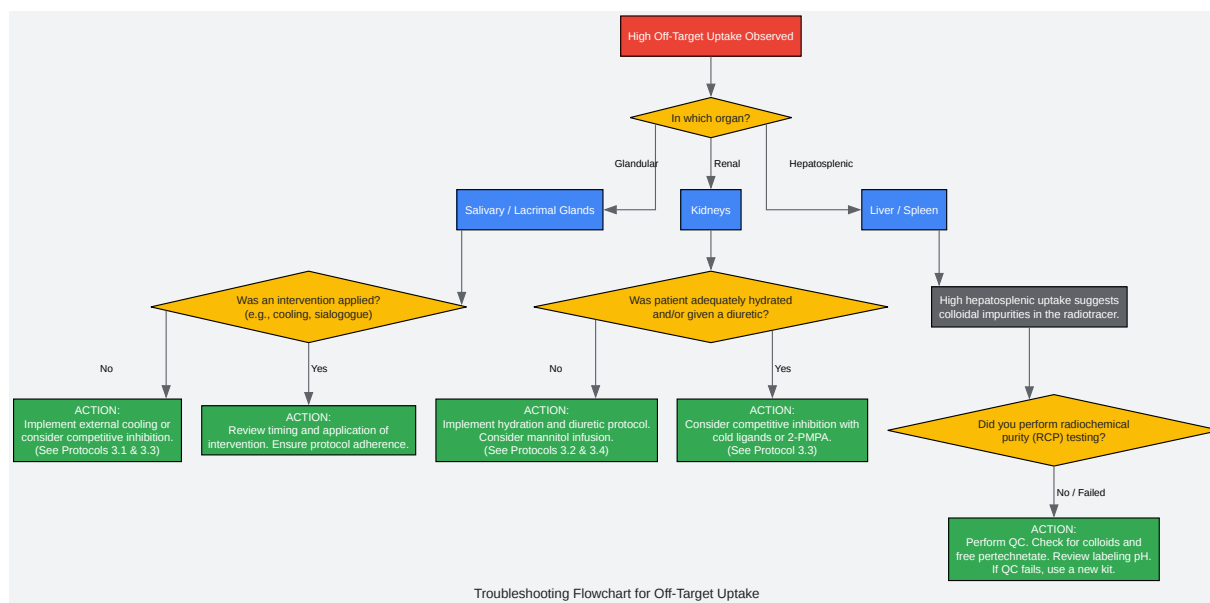 High Off-Target Uptake Observed
In which organ?
Glandular
Renal
Hepatosplenic
Salivary / Lacrimal Glands
Kidneys
Liver / Spleen
Was an intervention applied?
(e.g., cooling, sialogogue)
Was patient adequately hydrated
and/or given a diuretic?
High hepatosplenic uptake suggests
colloidal impurities in the radiotracer.
No
Yes
No
Yes
ACTION:
Implement external cooling or
consider competitive inhibition.
(See Protocols 3.1 & 3.3)
ACTION:
Review timing and application of
intervention. Ensure protocol adherence.
ACTION:
Implement hydration and diuretic protocol.
Consider mannitol infusion.
(See Protocols 3.2 & 3.4)
ACTION:
Consider competitive inhibition with
cold ligands or 2-PMPA.
(See Protocol 3.3)
Did you perform radiochemical
purity (RCP) testing?
No / Failed
ACTION:
Perform QC. Check for colloids and
free pertechnetate. Review labeling pH.
If QC fails, use a new kit.
Troubleshooting Flowchart for Off-Target Uptake